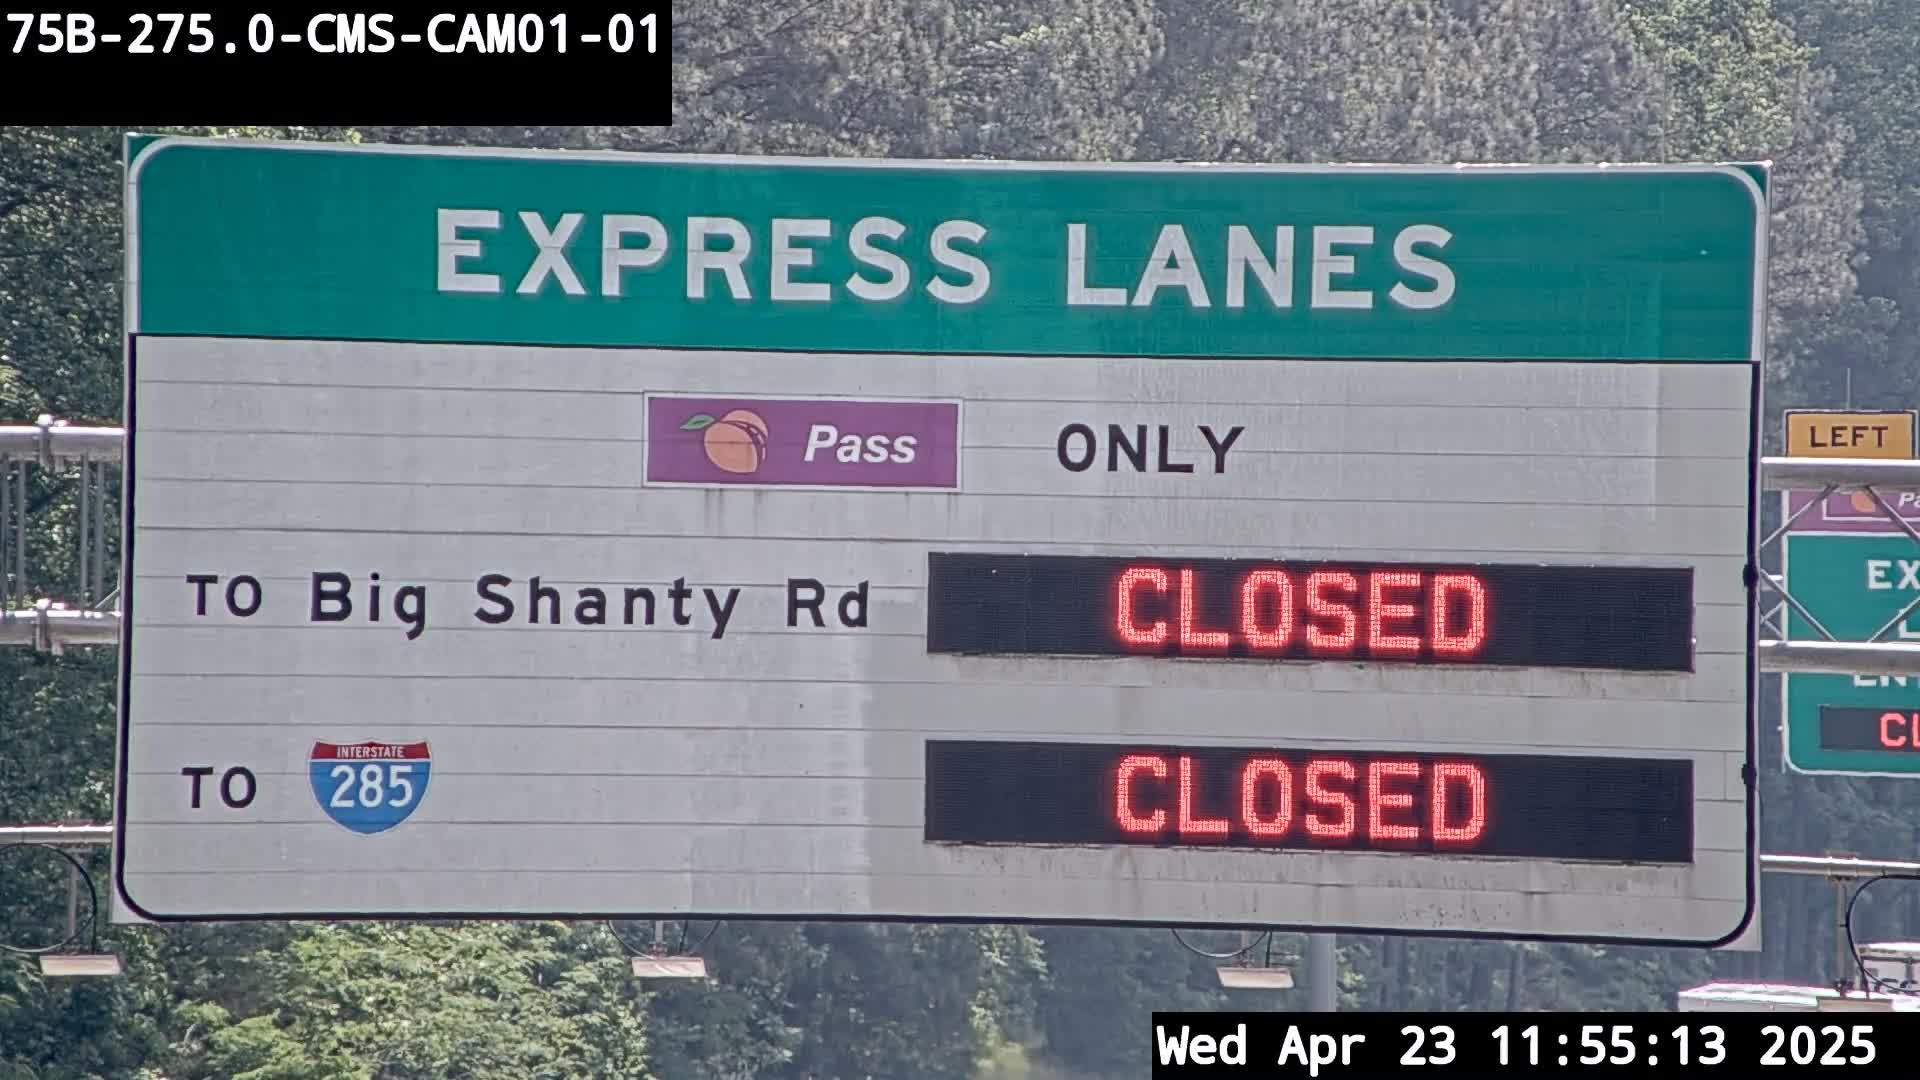 75B-275.0-CMS-CAM01-01
EXPRESS LANES
Pass ONLY
LEFT
TO Big Shanty Rd CLOSED
TO INTERSTATE 285 CLOSED
Wed Apr 23 11:55:13 2025